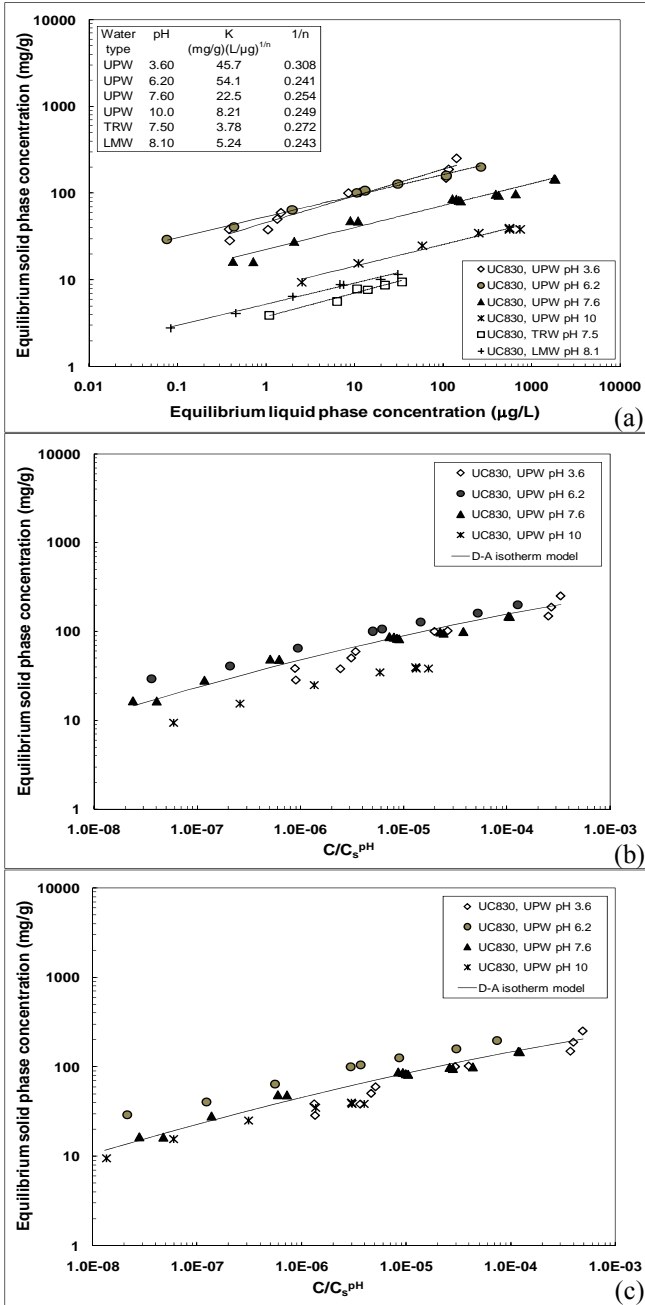 Equilibrium solid phase concentration (mg/g)
10000
1000
100
10
1
Water pH K 1/n
type (mg/g)(L/µg)^1/n
UPW 3.60 45.7 0.308
UPW 6.20 54.1 0.241
UPW 7.60 22.5 0.254
UPW 10.0 8.21 0.249
TRW 7.50 3.78 0.272
LMW 8.10 5.24 0.243
UC830, UPW pH 3.6
UC830, UPW pH 6.2
UC830, UPW pH 7.6
UC830, UPW pH 10
UC830, TRW pH 7.5
UC830, LMW pH 8.1
0.01 0.1 1 10 100 1000 10000
Equilibrium liquid phase concentration (µg/L)
(a)
Equilibrium solid phase concentration (mg/g)
10000
1000
100
10
1
UC830, UPW pH 3.6
UC830, UPW pH 6.2
UC830, UPW pH 7.6
UC830, UPW pH 10
D-A isotherm model
1.0E-08 1.0E-07 1.0E-06 1.0E-05 1.0E-04 1.0E-03
C/Cs^pH
(b)
Equilibrium solid phase concentration (mg/g)
10000
1000
100
10
1
UC830, UPW pH 3.6
UC830, UPW pH 6.2
UC830, UPW pH 7.6
UC830, UPW pH 10
D-A isotherm model
1.0E-08 1.0E-07 1.0E-06 1.0E-05 1.0E-04 1.0E-03
C/Cs^pH
(c)